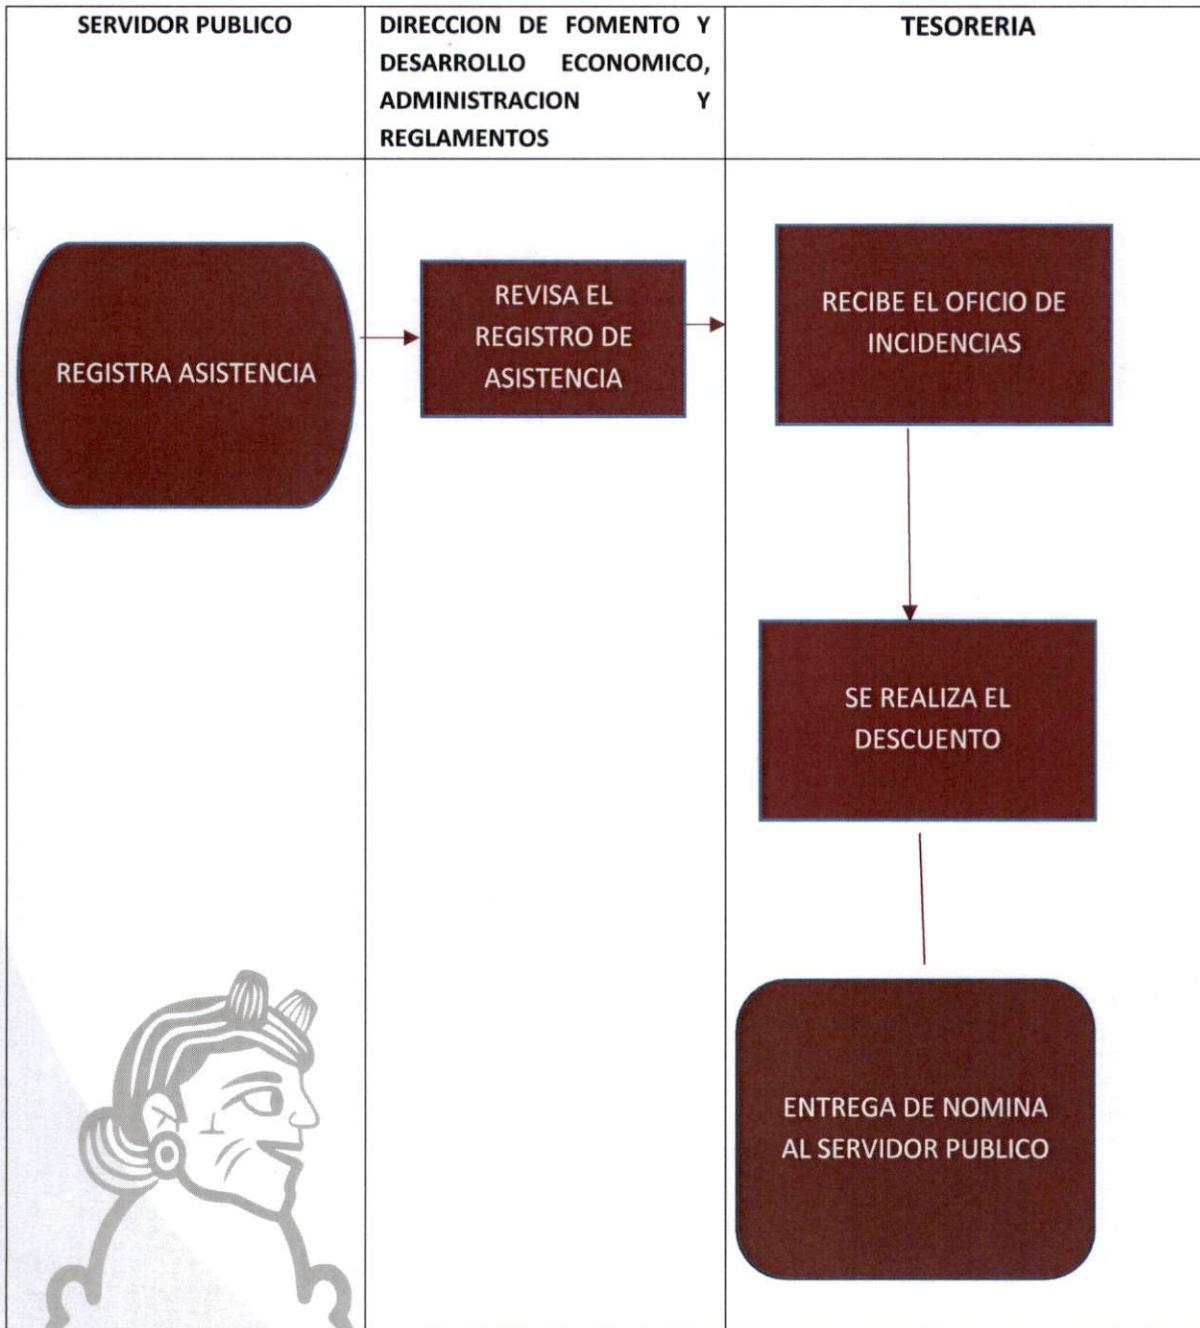 SERVIDOR PUBLICO
DIRECCION DE FOMENTO Y
DESARROLLO ECONOMICO,
ADMINISTRACION Y
REGLAMENTOS
TESORERIA
REGISTRA ASISTENCIA
REVISA EL
REGISTRO DE
ASISTENCIA
RECIBE EL OFICIO DE
INCIDENCIAS
SE REALIZA EL
DESCUENTO
ENTREGA DE NOMINA
AL SERVIDOR PUBLICO